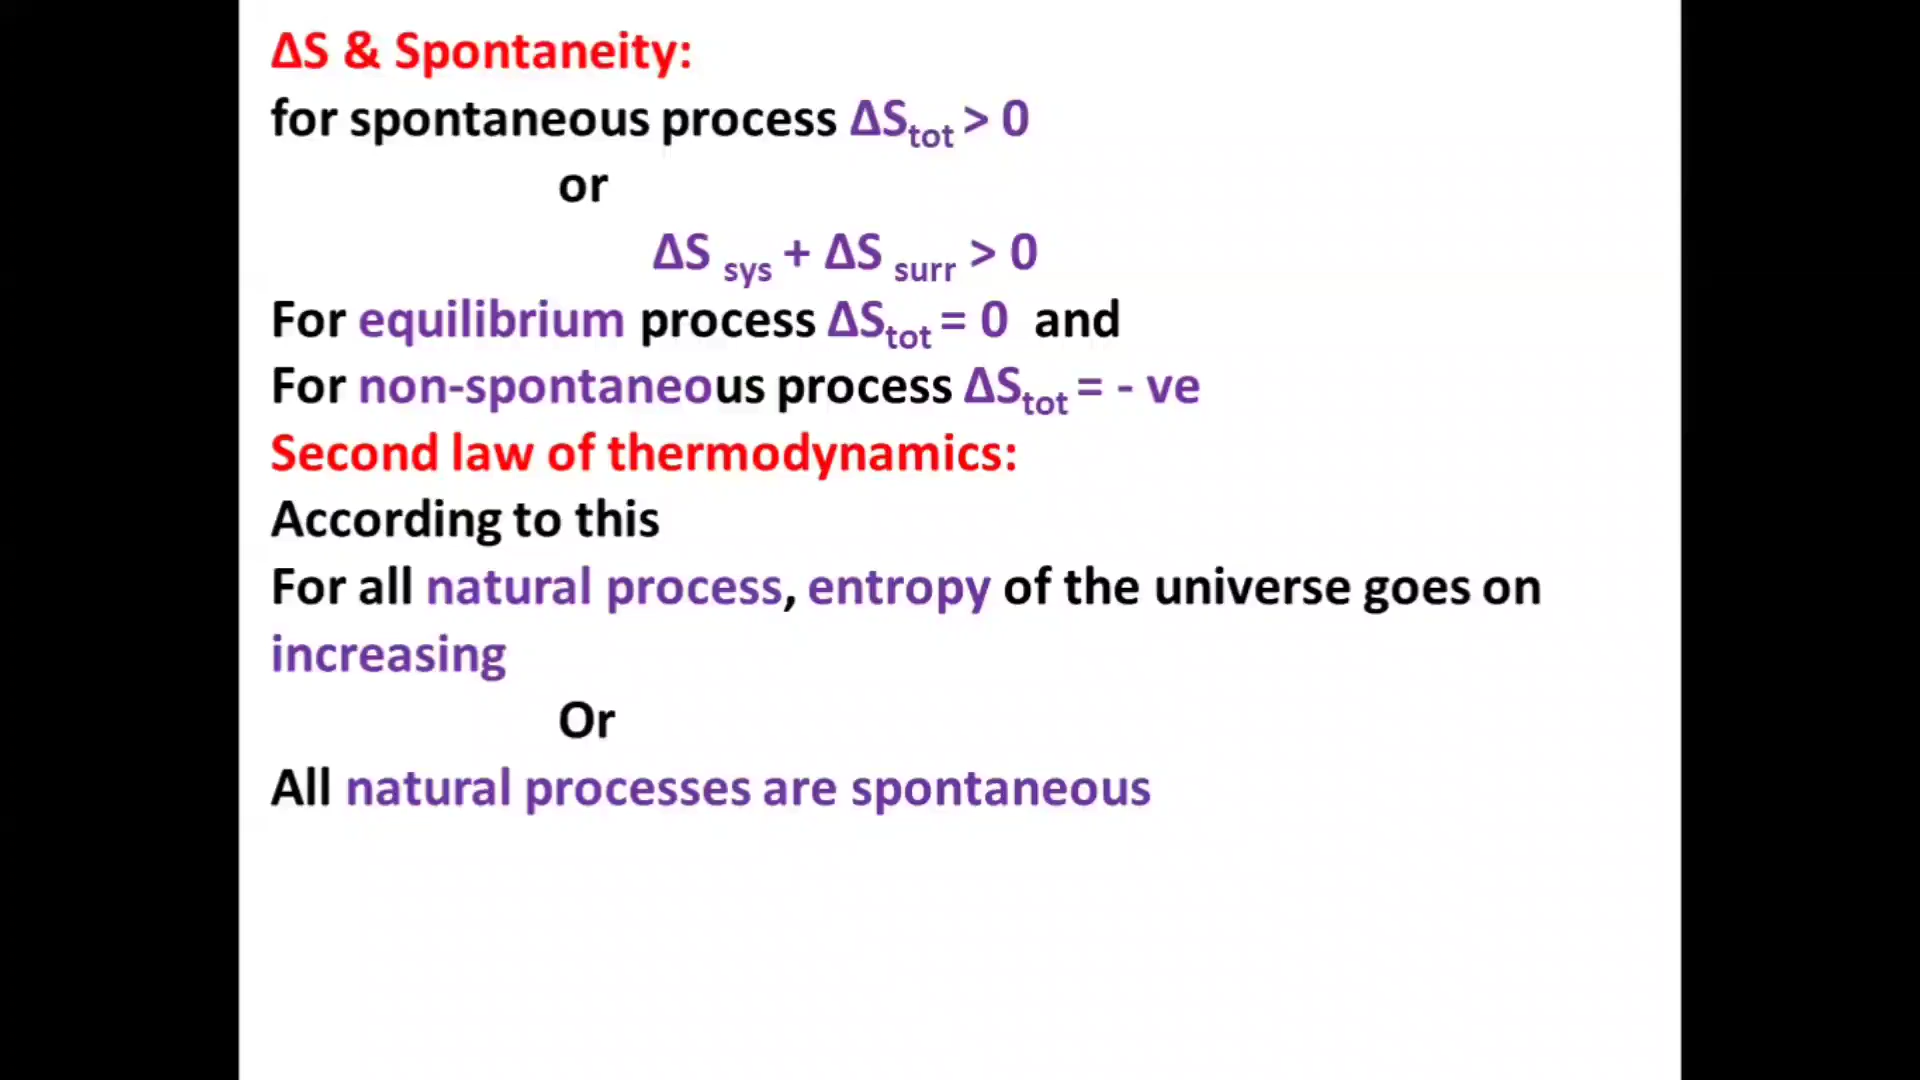 ΔS & Spontaneity:
for spontaneous process ΔStot > 0
or
ΔS sys + ΔS surr > 0
For equilibrium process ΔStot = 0 and
For non-spontaneous process ΔStot = - ve
Second law of thermodynamics:
According to this
For all natural process, entropy of the universe goes on
increasing
Or
All natural processes are spontaneous